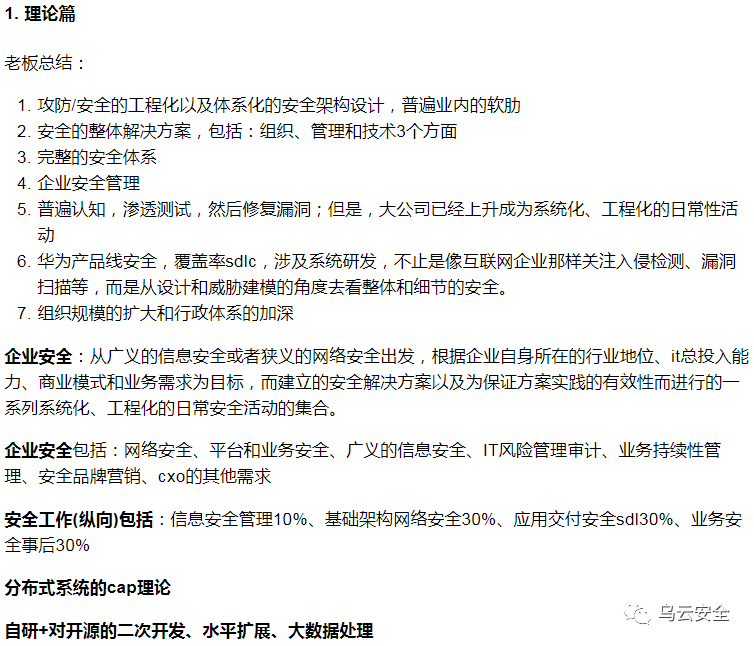 1. 理论篇
老板总结：
1. 攻防/安全的工程化以及体系化的安全架构设计，普遍业内的软肋
2. 安全的整体解决方案，包括：组织、管理和技术3个方面
3. 完整的安全体系
4. 企业安全管理
5. 普遍认知，渗透测试，然后修复漏洞；但是，大公司已经上升成为系统化、工程化的日常性活
动
6. 华为产品线安全，覆盖率sdlc，涉及系统研发，不止是像互联网企业那样关注入侵检测、漏洞
扫描等，而是从设计和威胁建模的角度去看整体和细节的安全。
7. 组织规模的扩大和行政体系的加深
企业安全：从广义的信息安全或者狭义的网络安全出发，根据企业自身所在的行业地位、it总投入能
力、商业模式和业务需求为目标，而建立的安全解决方案以及为保证方案实践的有效性而进行的一
系列系统化、工程化的日常安全活动的集合。
企业安全包括：网络安全、平台和业务安全、广义的信息安全、IT风险管理审计、业务持续性管
理、安全品牌营销、cxo的其他需求
安全工作(纵向)包括：信息安全管理10%、基础架构网络安全30%、应用交付安全sdl30%、业务安
全事后30%
分布式系统的cap理论
自研+对开源的二次开发、水平扩展、大数据处理
乌云安全